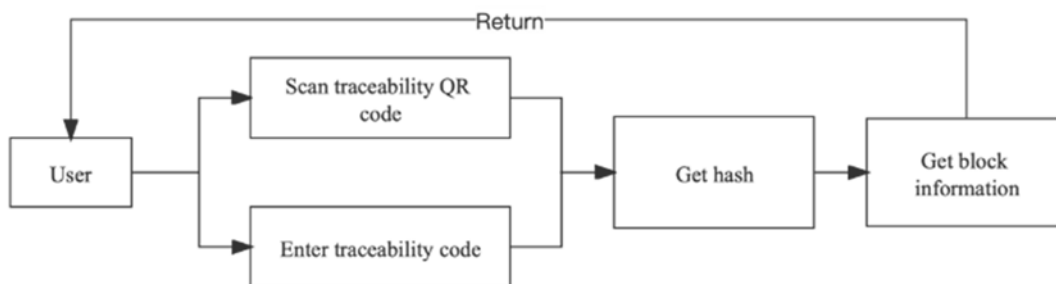 Return
Scan traceability QR
code
User
Get hash
Get block
information
Enter traceability code